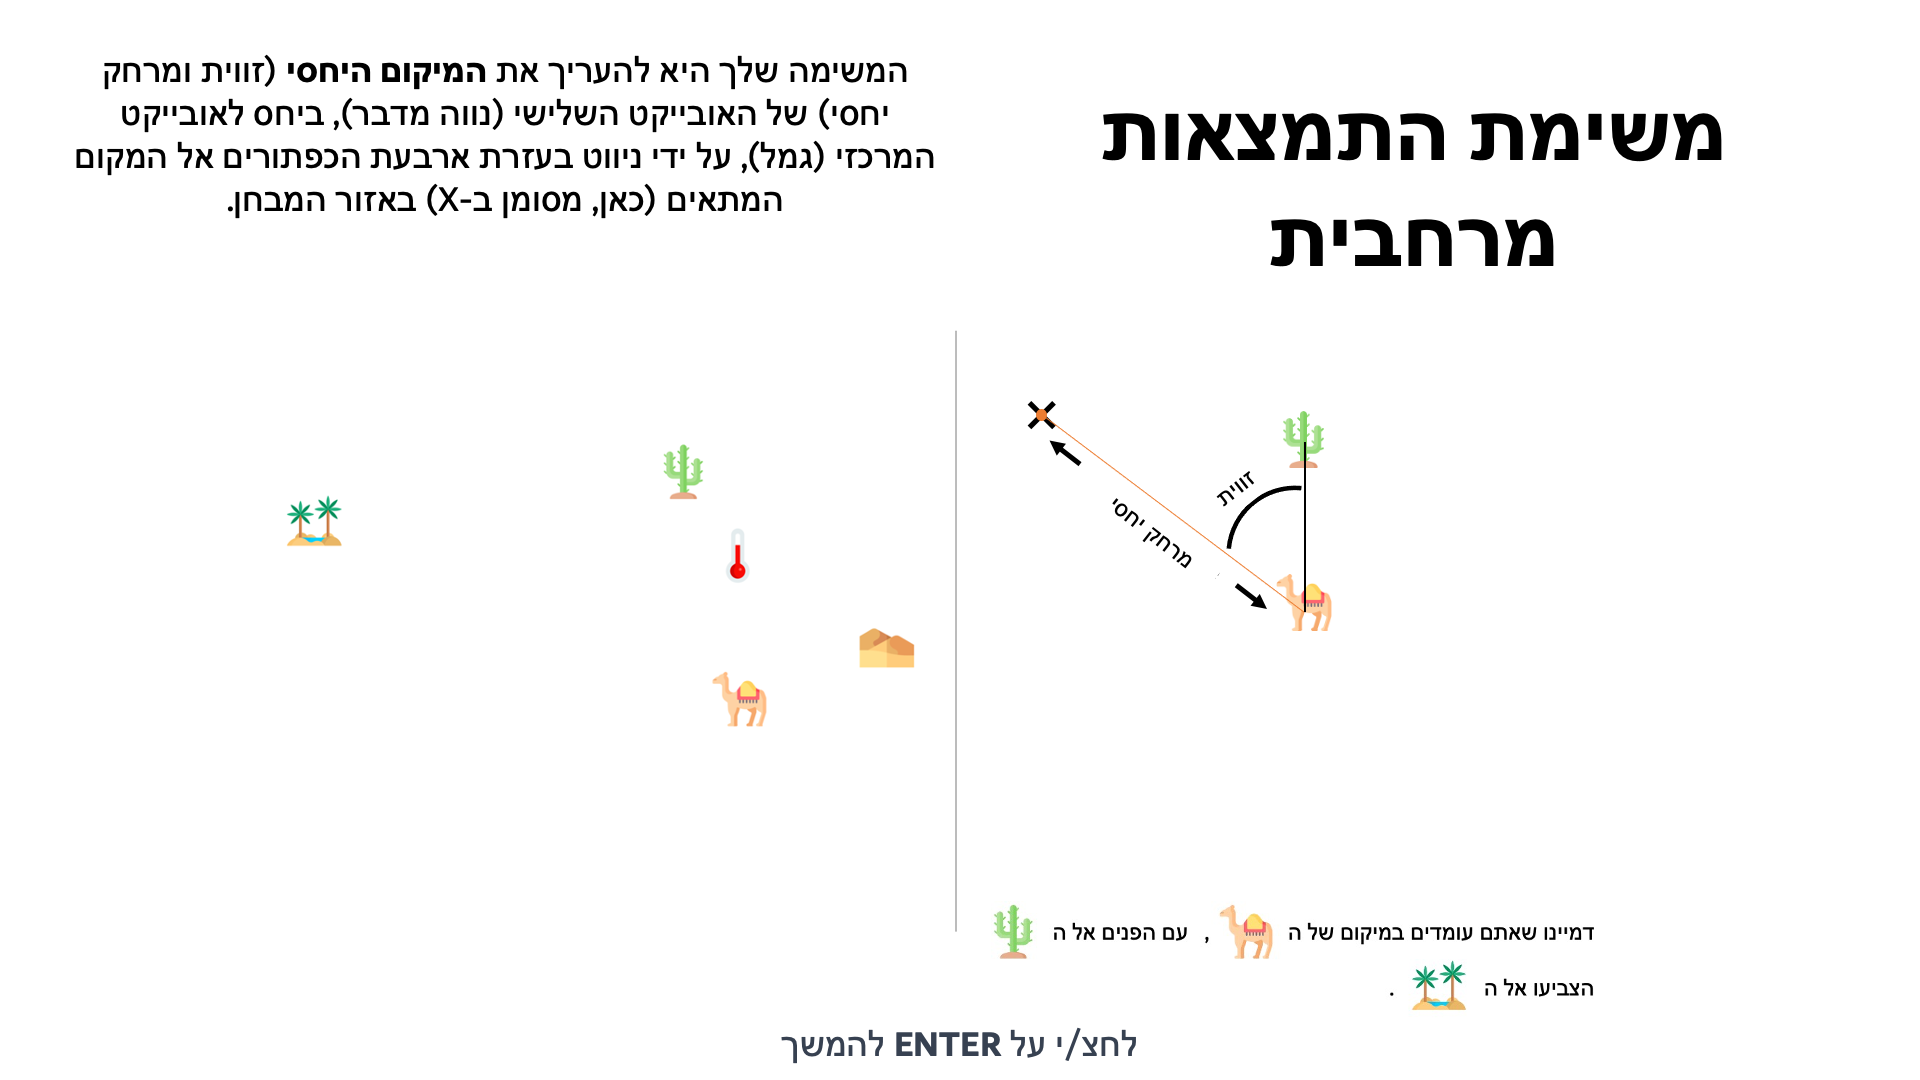 משימת התמצאות
מרחבית
המשימה שלך היא להעריך את המיקום היחסי (זווית ומרחק
יחסי) של האובייקט השלישי (נווה מדבר), ביחס לאובייקט
המרכזי (גמל), על ידי ניווט בעזרת ארבעת הכפתורים אל המקום
המתאים (כאן, מסומן ב-X) באזור המבחן.
זווית
מרחק יחסי
דמיינו שאתם עומדים במיקום של ה , עם הפנים אל ה
הצביעו אל ה .
לחצ/י על ENTER להמשך